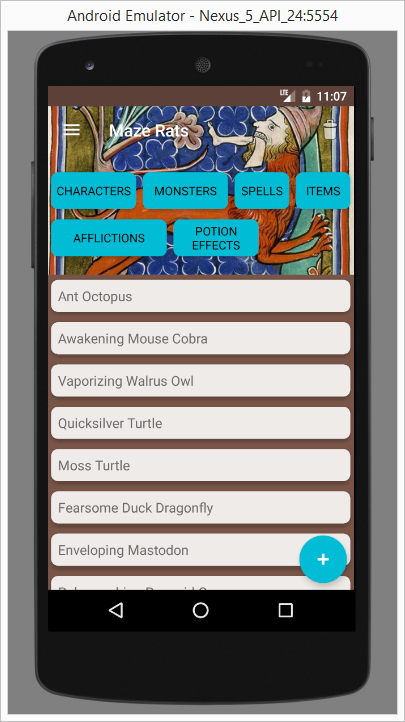 Android Emulator - Nexus_5_API_24:5554
LTE 11:07
Maze Rats
CHARACTERS MONSTERS SPELLS ITEMS
AFFLICTIONS POTION
EFFECTS
Ant Octopus
Awakening Mouse Cobra
Vaporizing Walrus Owl
Quicksilver Turtle
Moss Turtle
Fearsome Duck Dragonfly
Enveloping Mastodon
+